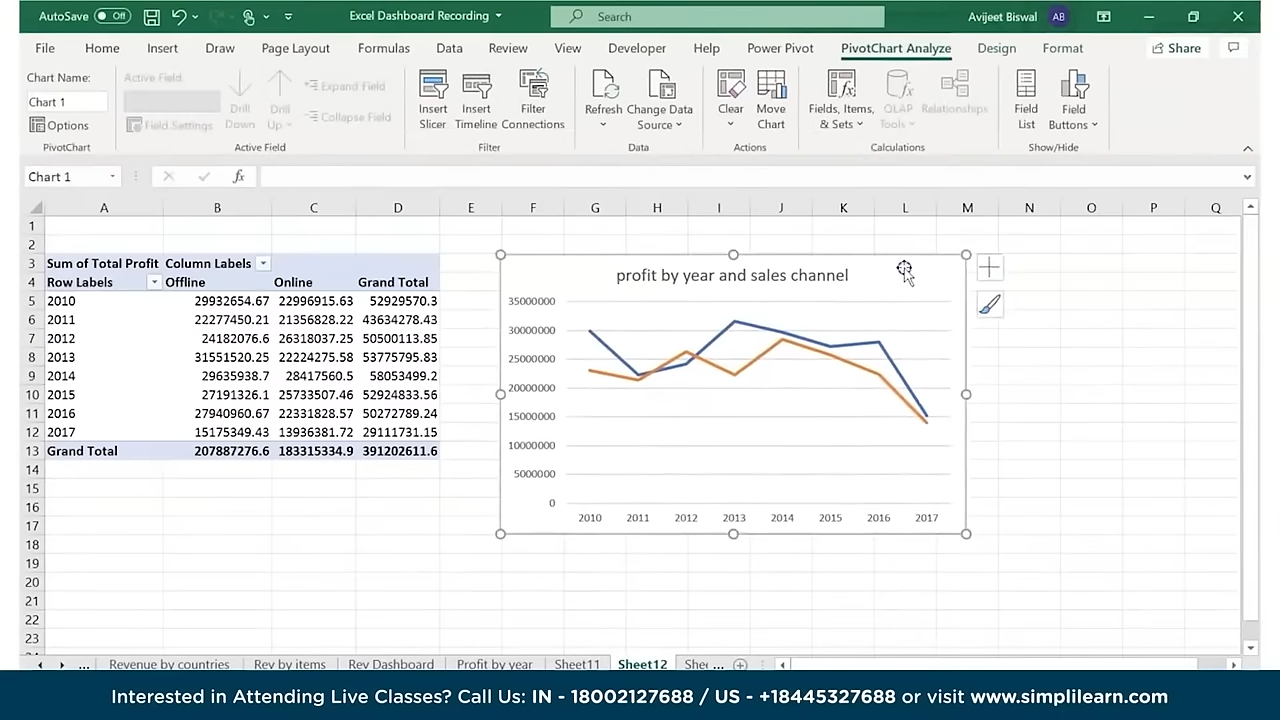 AutoSave Off Excel Dashboard Recording Search Avijeet Biswal AB
File Home Insert Draw Page Layout Formulas Data Review View Developer Help Power Pivot PivotChart Analyze Design Format Share
Chart Name:
Chart 1
Options
PivotChart
Active Field:
Field Settings
Drill Down
Drill Up
Expand Field
Collapse Field
Active Field
Insert Slicer
Insert Timeline
Filter Connections
Filter
Refresh
Change Data Source
Data
Clear
Move Chart
Actions
Fields, Items, & Sets
OLAP Tools
Relationships
Calculations
Field List
Field Buttons
Show/Hide
Chart 1 fx
A B C D E F G H I J K L M N O P Q
1
2
3 Sum of Total Profit Column Labels
4 Row Labels Offline Online Grand Total
5 2010 29932654.67 22996915.63 52929570.3
6 2011 22277450.21 21356828.22 43634278.43
7 2012 24182076.6 26318037.25 50500113.85
8 2013 31551520.25 22224275.58 53775795.83
9 2014 29635938.7 28417560.5 58053499.2
10 2015 27191326.1 25733507.46 52924833.56
11 2016 27940960.67 22331828.57 50272789.24
12 2017 15175349.43 13936381.72 29111731.15
13 Grand Total 207887276.6 183315334.9 391202611.6
14
15
16
17
18
19
20
21
22
23
profit by year and sales channel
35000000
30000000
25000000
20000000
15000000
10000000
5000000
0
2010 2011 2012 2013 2014 2015 2016 2017
... Revenue by countries Rev by items Rev Dashboard Profit by year Sheet11 Sheet12 Shee ...
Interested in Attending Live Classes? Call Us: IN - 18002127688 / US - +18445327688 or visit www.simplilearn.com